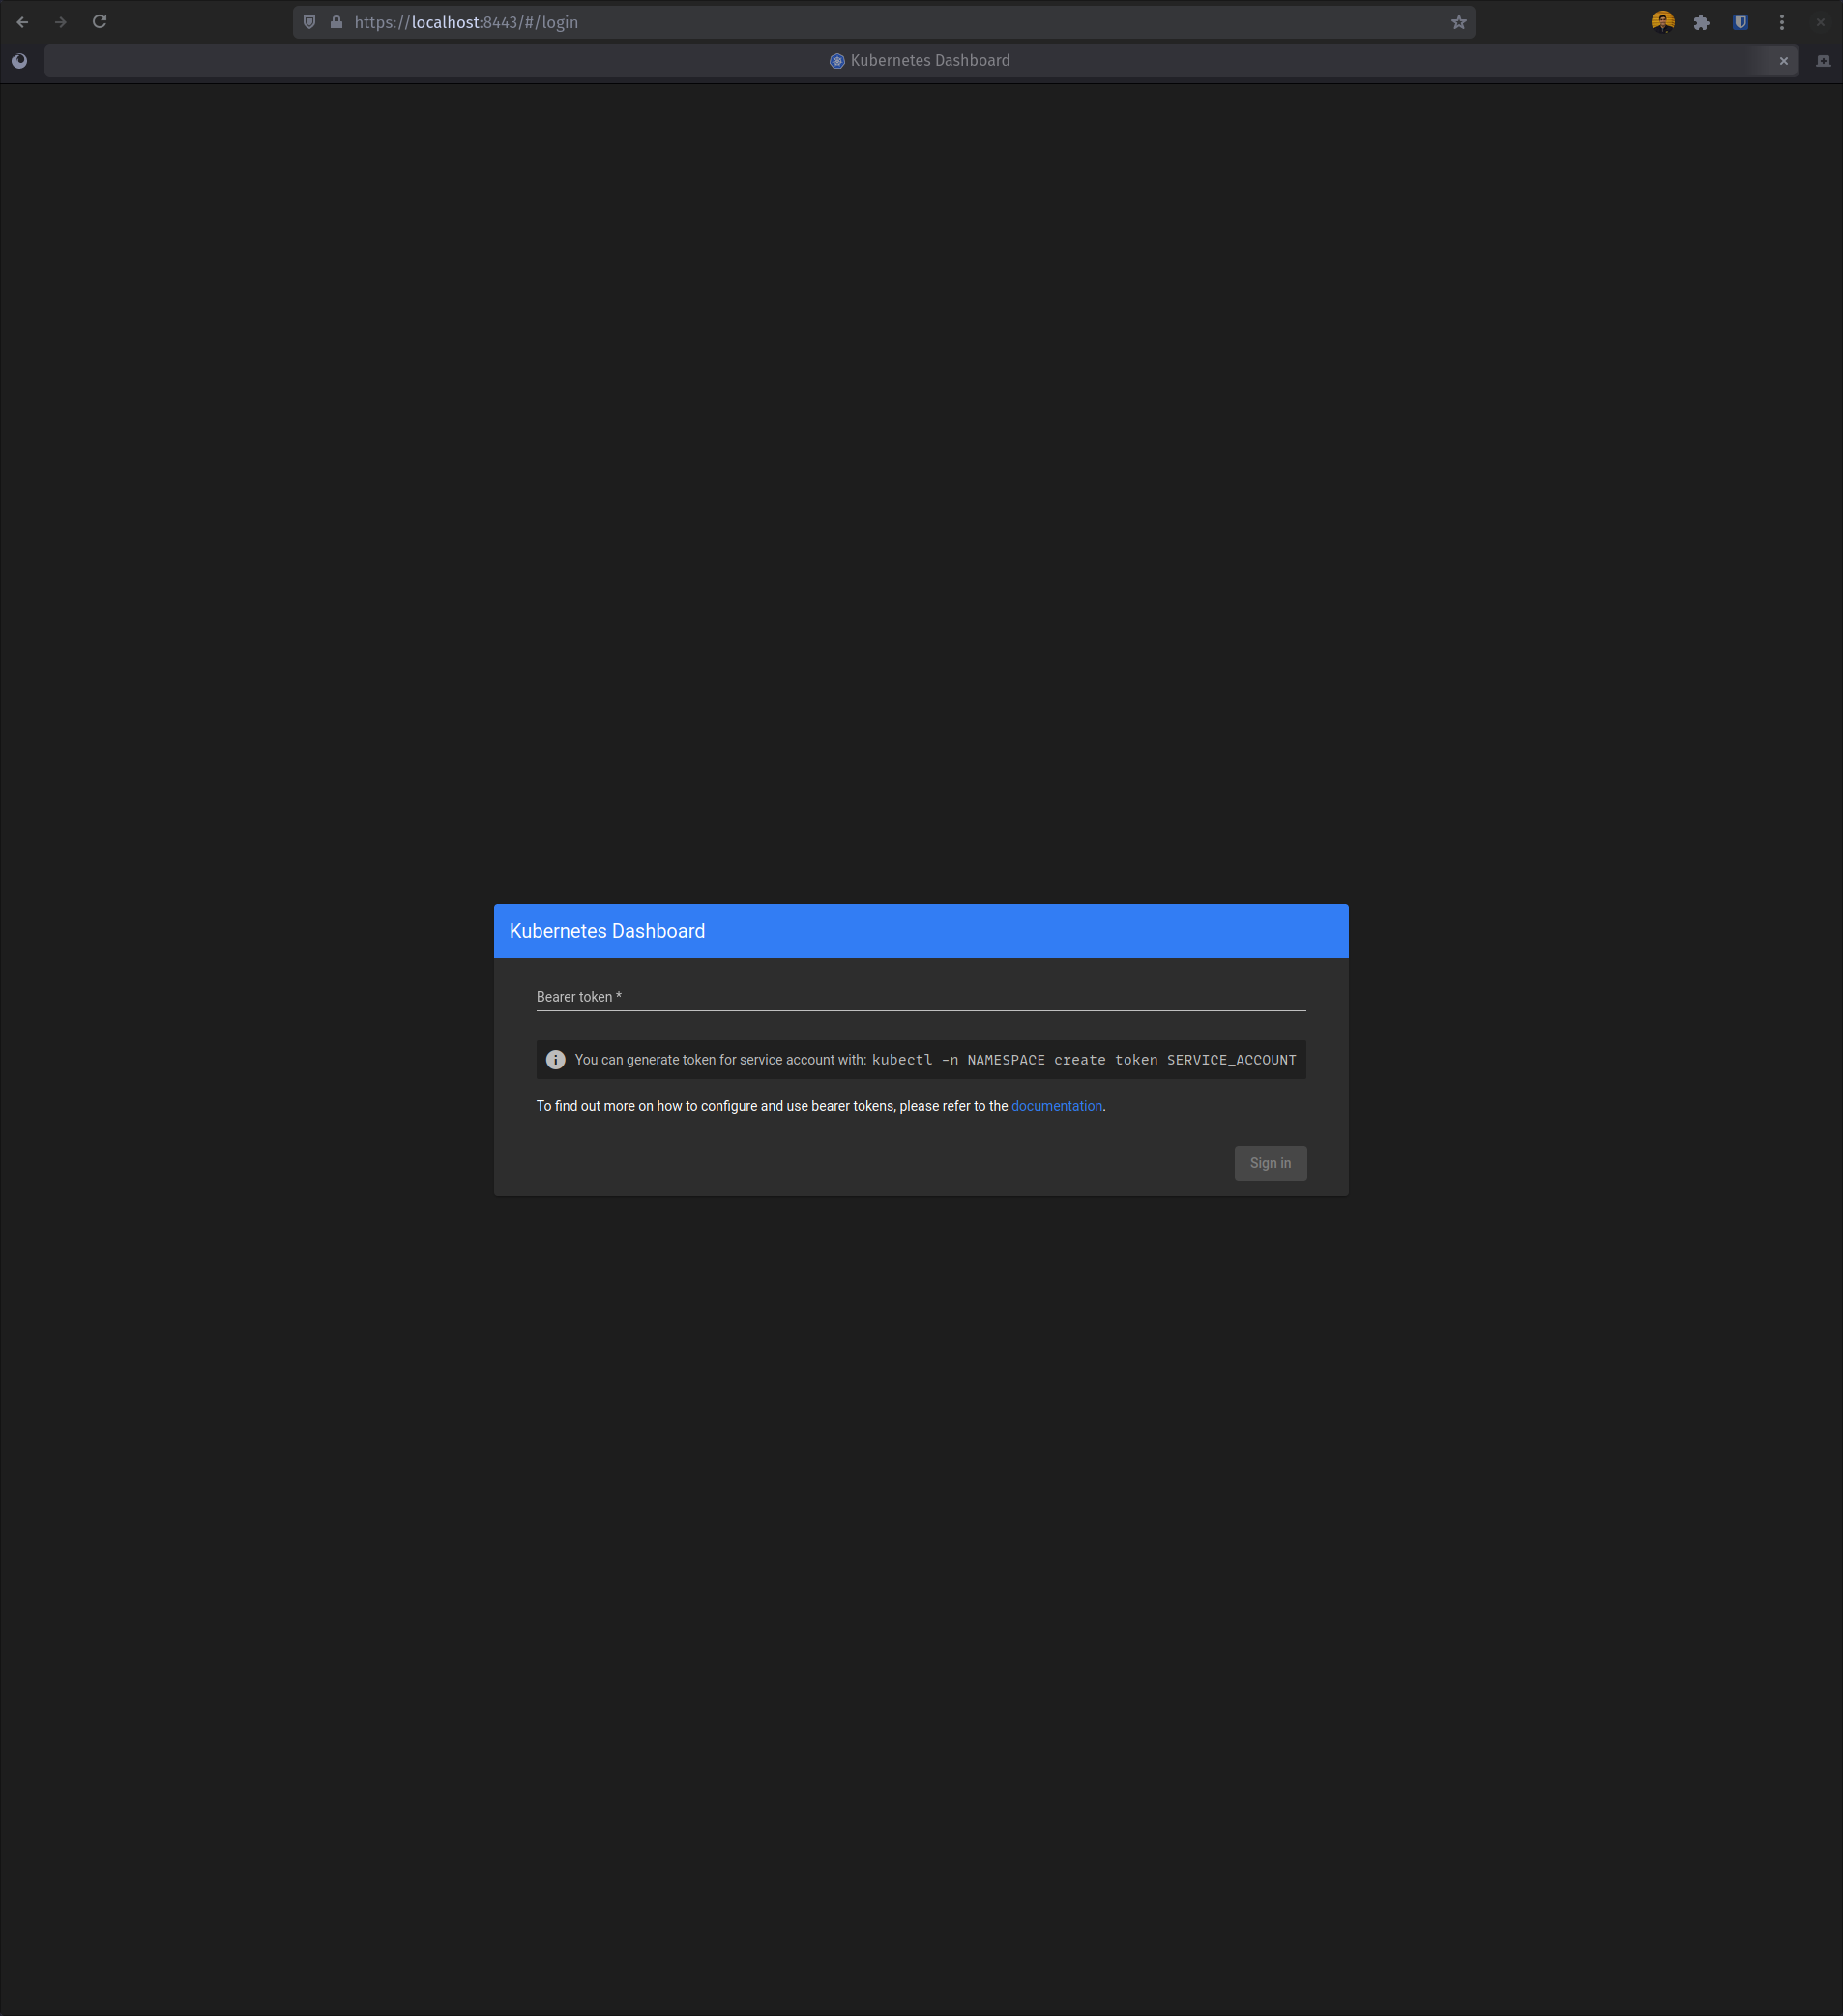 https://localhost:8443/#/login
Kubernetes Dashboard
Kubernetes Dashboard
Bearer token *
You can generate token for service account with: kubectl -n NAMESPACE create token SERVICE_ACCOUNT
To find out more on how to configure and use bearer tokens, please refer to the documentation.
Sign in